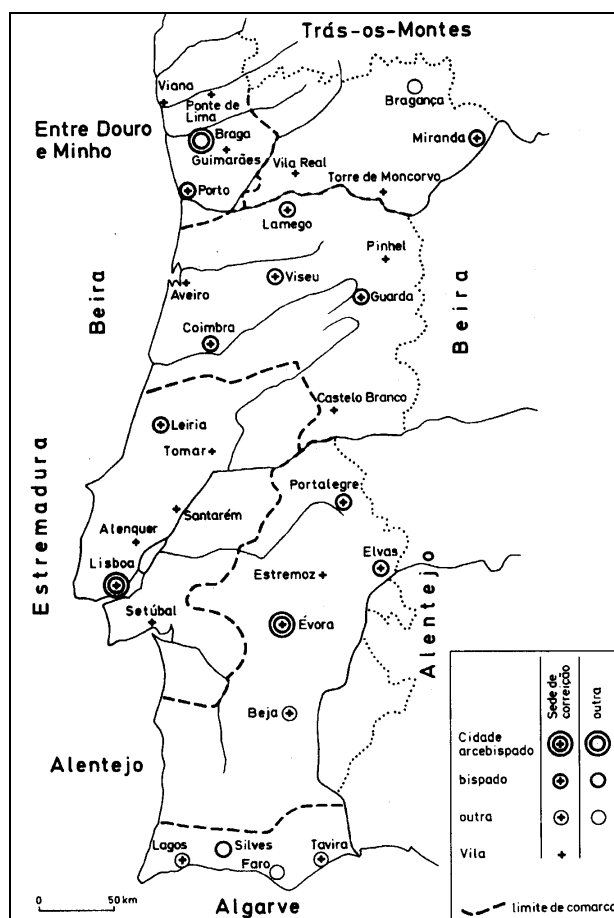 Trás-os-Montes
Viana
Ponte de
Lima
Bragança
Entre Douro
e Minho
Braga
Guimarães
Miranda
Vila Real
Torre de Moncorvo
Porto
Lamego
Pinhel
Viseu
Aveiro
Guarda
Beira
Beira
Coimbra
Castelo Branco
Leiria
Tomar
Estremadura
Portalegre
Santarém
Alenquer
Lisboa
Elvas
Estremoz
Setúbal
Évora
Alentejo
Beja
Alentejo
Silves
Lagos
Tavira
Faro
0 50 km
Algarve
Sede de
correição
outra
Cidade
arcebispado
bispado
outra
Vila
limite de comarca